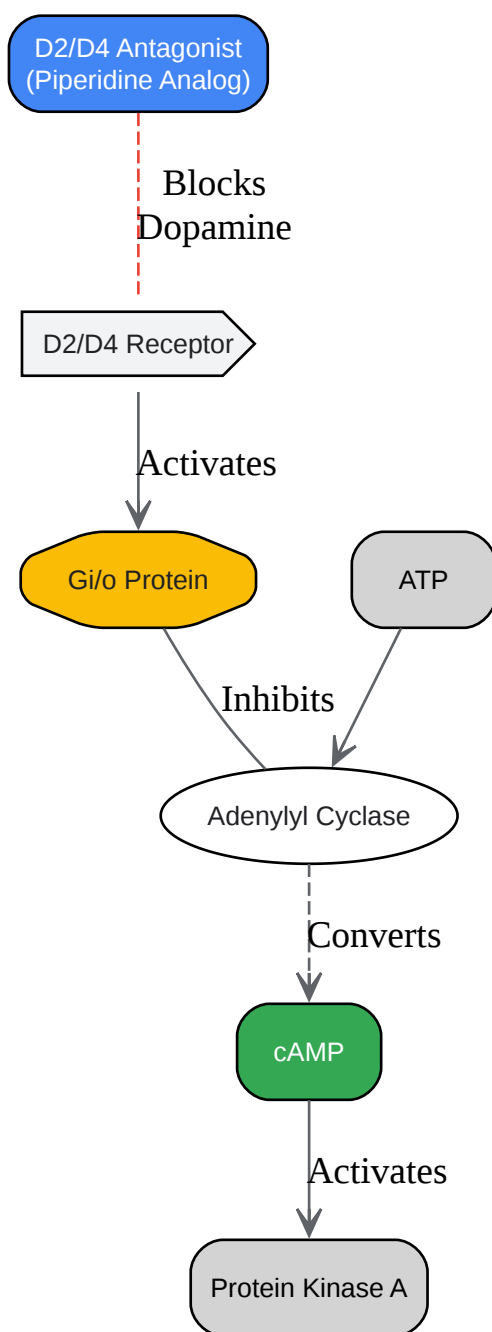 D2/D4 Antagonist
(Piperidine Analog)
Blocks
Dopamine
D2/D4 Receptor
Activates
Gi/o Protein
ATP
Inhibits
Adenylyl Cyclase
Converts
cAMP
Activates
Protein Kinase A